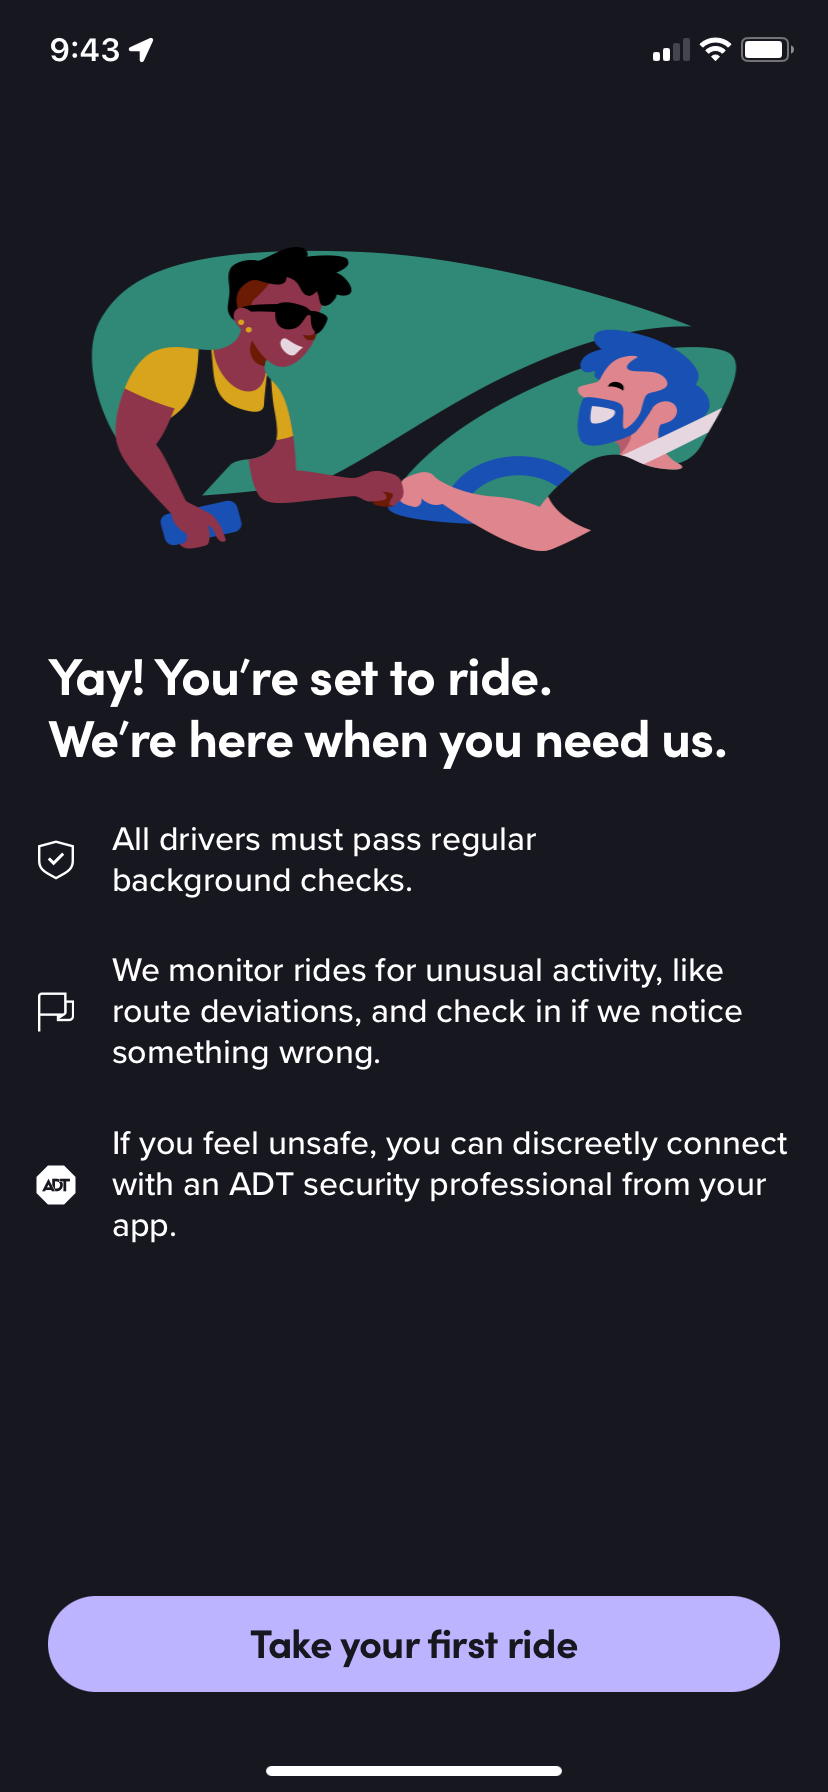 9:43
Yay! You’re set to ride.
We’re here when you need us.
All drivers must pass regular
background checks.
We monitor rides for unusual activity, like
route deviations, and check in if we notice
something wrong.
If you feel unsafe, you can discreetly connect
ADT
with an ADT security professional from your
app.
Take your first ride